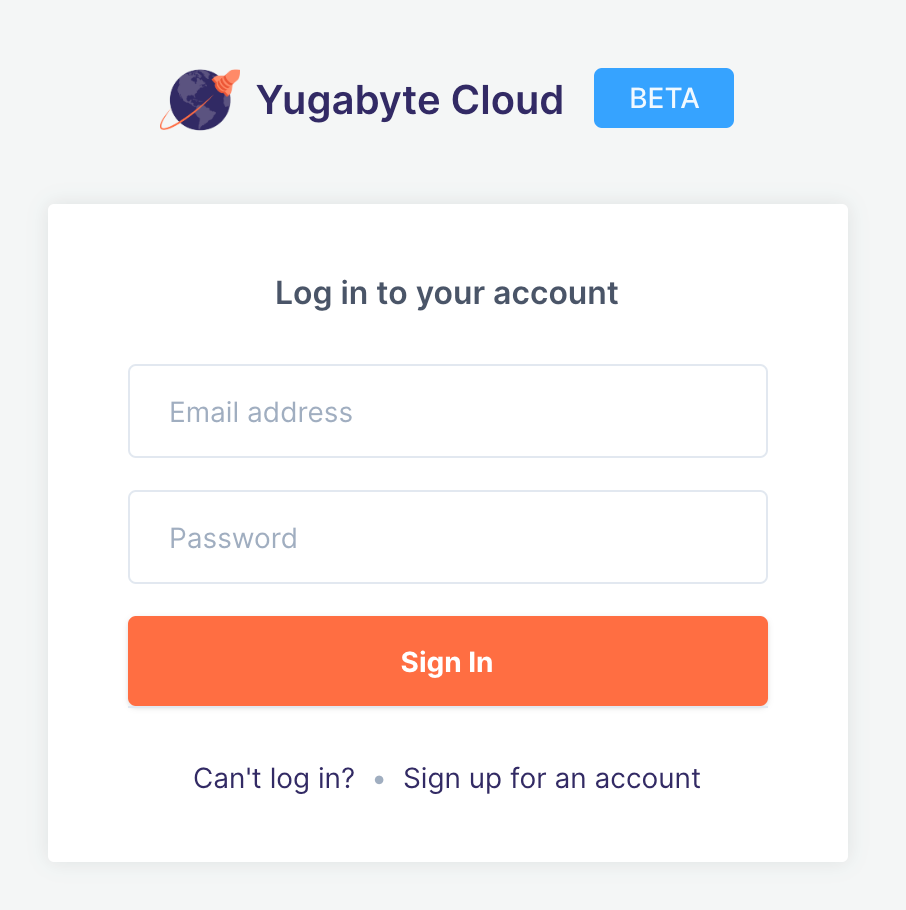 Yugabyte Cloud BETA
Log in to your account
Email address
Password
Sign In
Can't log in? • Sign up for an account